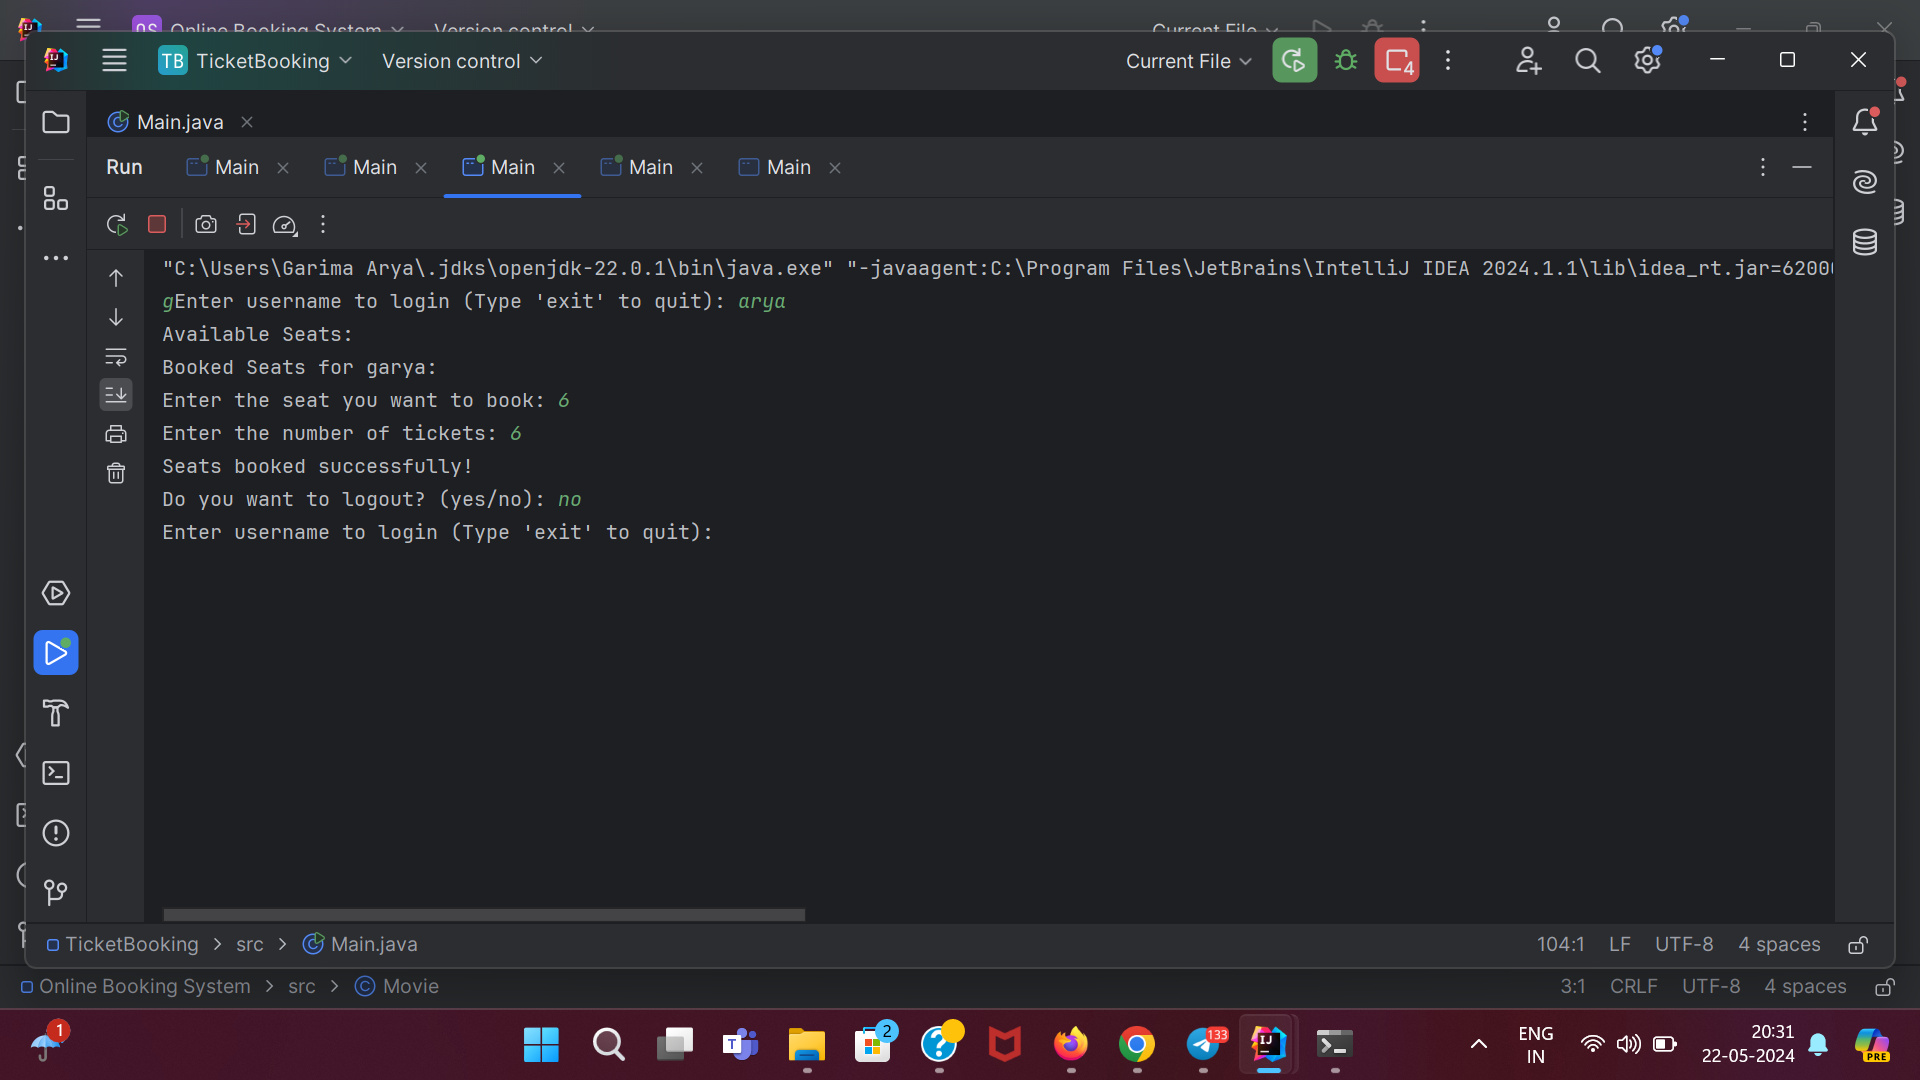 OS Online Booking System Version control Current File
TB TicketBooking Version control Current File 4
Main.java
Run Main Main Main Main Main
"C:\Users\Garima Arya\.jdks\openjdk-22.0.1\bin\java.exe" "-javaagent:C:\Program Files\JetBrains\IntelliJ IDEA 2024.1.1\lib\idea_rt.jar=6200
gEnter username to login (Type 'exit' to quit): arya
Available Seats:
Booked Seats for garya:
Enter the seat you want to book: 6
Enter the number of tickets: 6
Seats booked successfully!
Do you want to logout? (yes/no): no
Enter username to login (Type 'exit' to quit):
TicketBooking > src > Main.java 104:1 LF UTF-8 4 spaces
Online Booking System > src > Movie 3:1 CRLF UTF-8 4 spaces
1 2 133 ENG IN 20:31
22-05-2024 PRE